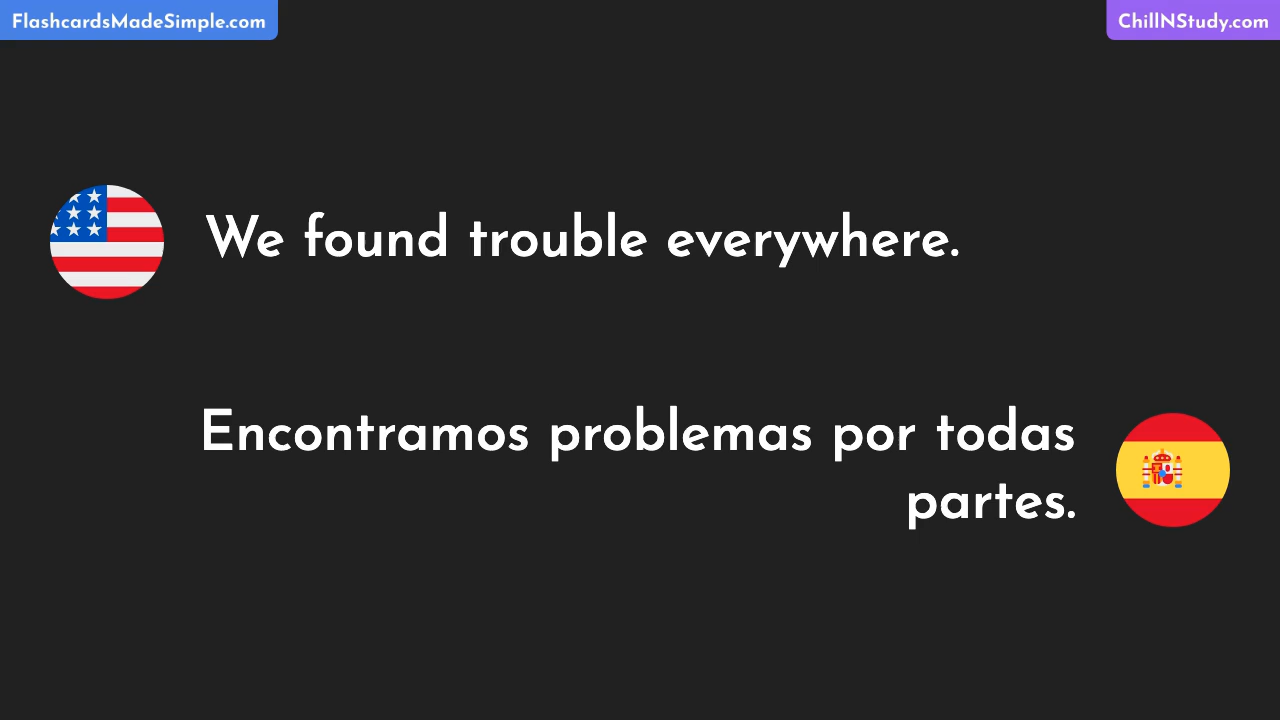 FlashcardsMadeSimple.com
ChillNStudy.com
We found trouble everywhere.
Encontramos problemas por todas
partes.